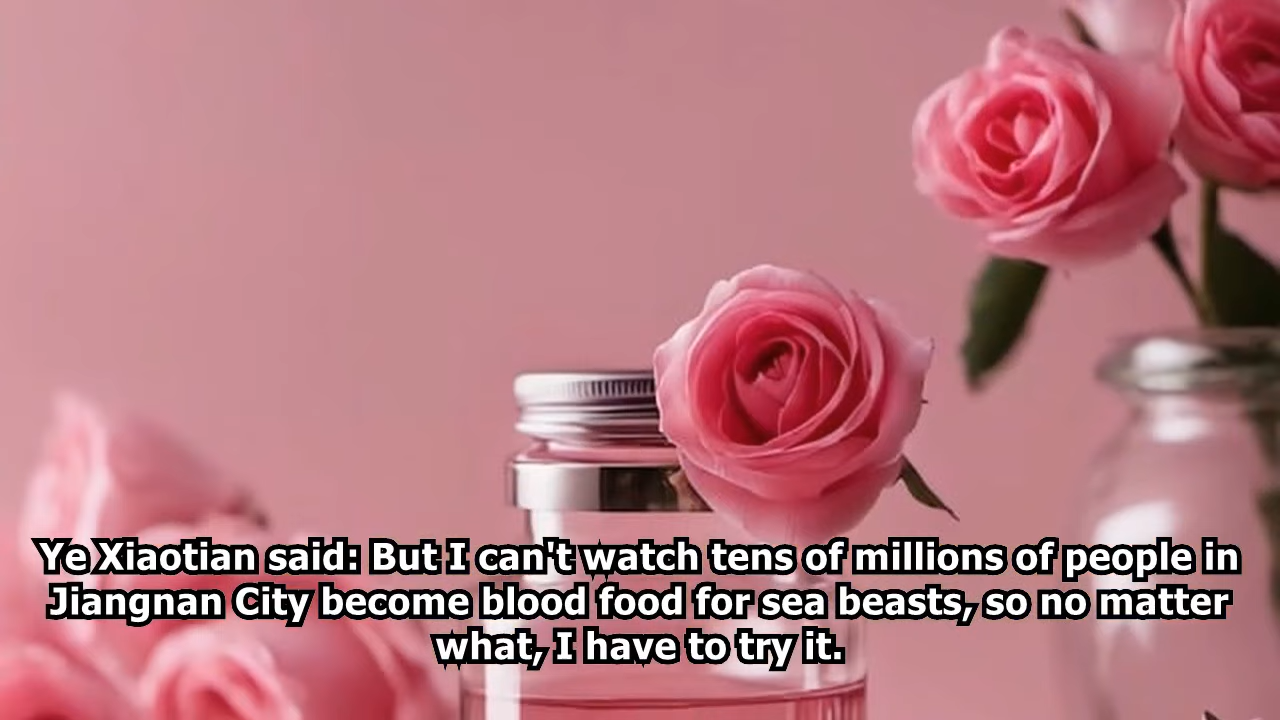 Ye Xiaotian said: But I can't watch tens of millions of people in
Jiangnan City become blood food for sea beasts, so no matter
what, I have to try it.